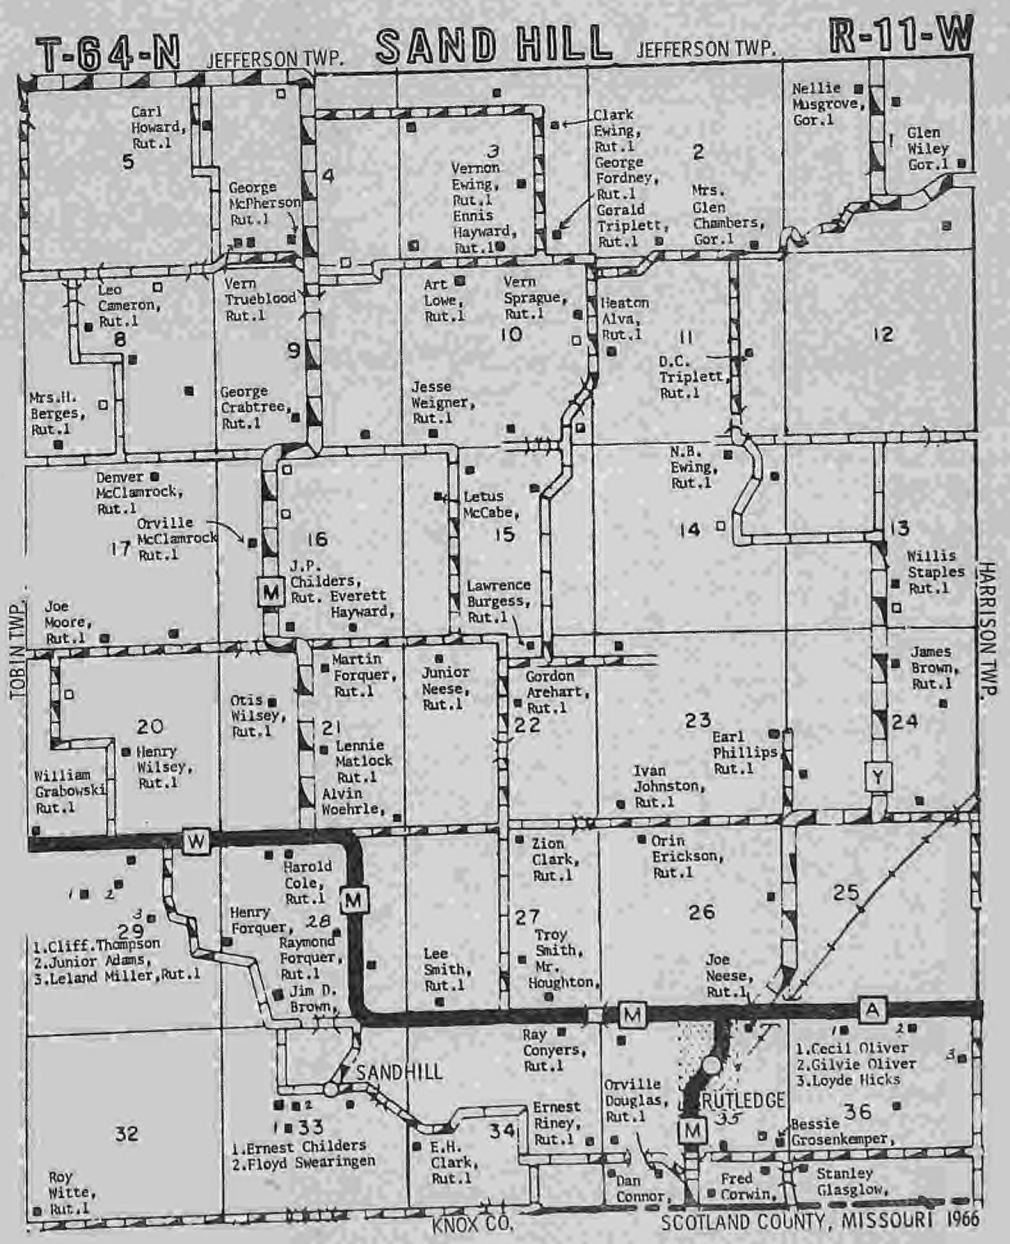 T-64-N JEFFERSON TWP. SAND HILL JEFFERSON TWP. R-11-W
Carl
Howard,
Rut.1
5
George
McPherson
Rut.1
4
3
Vernon
Ewing,
Rut.1
Ennis
Hayward,
Rut.1
Clark
Ewing,
Rut.1
George
Fordney,
Rut.1
Gerald
Triplett,
Rut.1
2
Mrs.
Glen
Chambers,
Gor.1
Nellie
Musgrove,
Gor.1
Glen
Wiley
Gor.1
Leo
Cameron,
Rut.1
8
Mrs.H.
Berges,
Rut.1
Vern
Trueblood
Rut.1
9
George
Crabtree,
Rut.1
Art
Lowe,
Rut.1
Vern
Sprague,
Rut.1
10
Jesse
Weigner,
Rut.1
Heaton
Alva,
Rut.1
11
D.C.
Triplett,
Rut.1
12
Denver
McClamrock,
Rut.1
Orville
McClamrock
Rut.1
17
16
M
J.P.
Childers,
Rut.
Everett
Hayward,
Letus
McCabe,
15
Lawrence
Burgess,
Rut.1
N.B.
Ewing,
Rut.1
14
13
Willis
Staples
Rut.1
TOBIN TWP.
HARRISON TWP.
Joe
Moore,
Rut.1
20
Henry
Wilsey,
Rut.1
William
Grabowski
Rut.1
Otis
Wilsey,
Rut.1
Martin
Forquer,
Rut.1
21
Lennie
Matlock
Rut.1
Alvin
Woehrle,
Junior
Neese,
Rut.1
Gordon
Arehart,
Rut.1
22
23
Earl
Phillips
Rut.1
Ivan
Johnston,
Rut.1
James
Brown,
Rut.1
24
Y
W
1 2
3
29
1.Cliff.Thompson
2.Junior Adams,
3.Leland Miller,Rut.1
Harold
Cole,
Rut.1
M
Henry
Forquer,
28
Raymond
Forquer,
Rut.1
Jim D.
Brown,
Lee
Smith,
Rut.1
Zion
Clark,
Rut.1
27
Troy
Smith,
Mr.
Houghton,
Orin
Erickson,
Rut.1
26
Joe
Neese,
Rut.1
25
M
A
32
Roy
Witte,
Rut.1
SANDHILL
2
1
33
1.Ernest Childers
2.Floyd Swearingen
Ray
Conyers,
Rut.1
34
E.H.
Clark,
Rut.1
Ernest
Riney,
Rut.1
Orville
Douglas,
Rut.1
RUTLEDGE
35
M
Dan
Connor,
Fred
Corwin,
1 2
1.Cecil Oliver
2.Gilvie Oliver
3.Loyde Hicks
3
36
Bessie
Grosenkemper,
Stanley
Glasglow,
KNOX CO.
SCOTLAND COUNTY, MISSOURI 1966